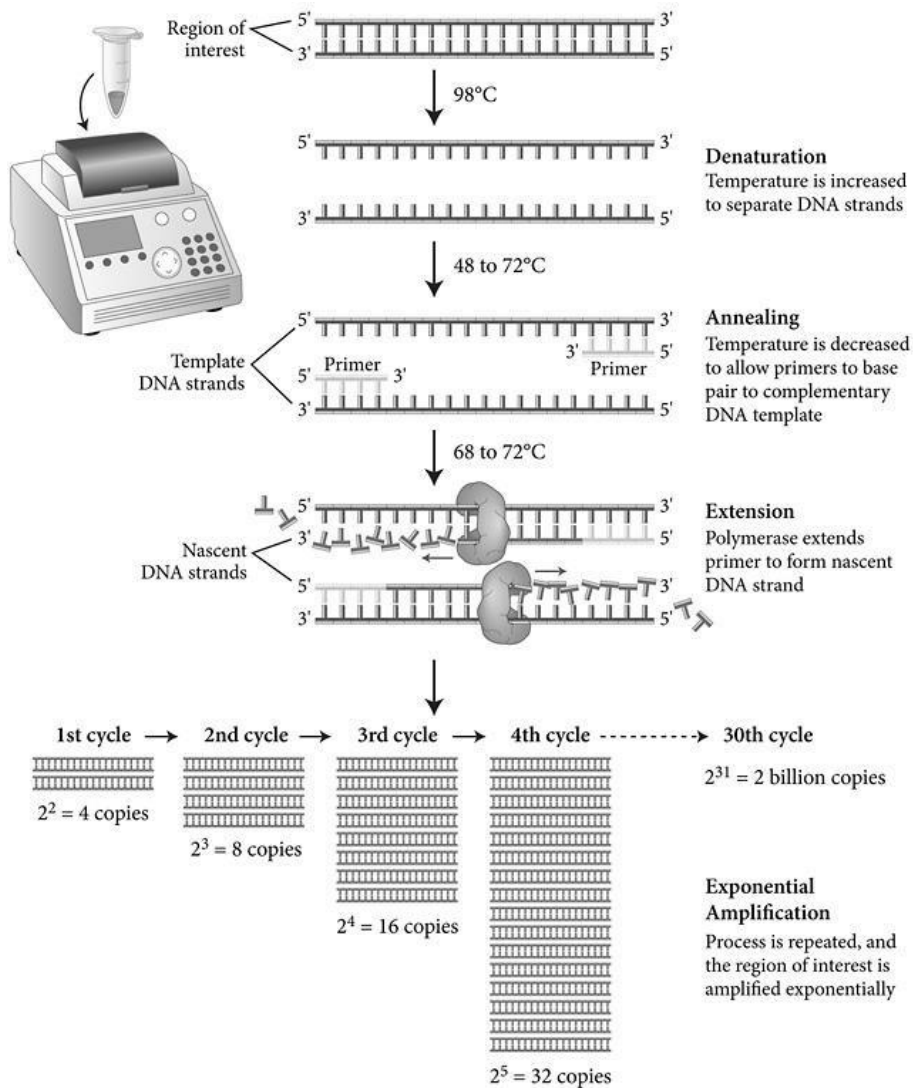 5' 3'
Region of
interest
3' 5'
98°C
5' 3'
Denaturation
Temperature is increased
to separate DNA strands
3' 5'
48 to 72°C
5' 3'
Annealing
Temperature is decreased
to allow primers to base
pair to complementary
DNA template
3' 5'
Primer
Template
DNA strands
Primer
5' 3'
3' 5'
68 to 72°C
5' 3'
Extension
Polymerase extends
primer to form nascent
DNA strand
3' 5'
Nascent
DNA strands
5' 3'
3' 5'
1st cycle
2nd cycle
3rd cycle
4th cycle
30th cycle
2² = 4 copies
2³ = 8 copies
2⁴ = 16 copies
2⁵ = 32 copies
2³¹ = 2 billion copies
Exponential
Amplification
Process is repeated, and
the region of interest is
amplified exponentially